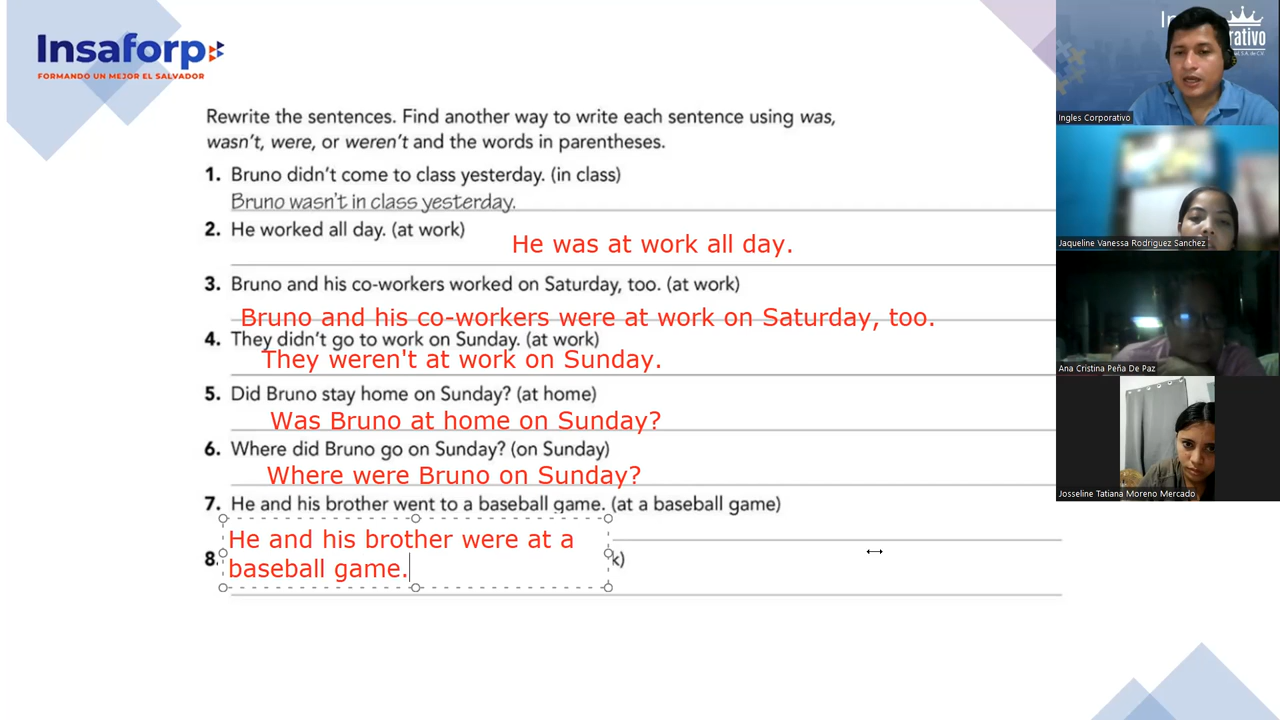 Insaforp
FORMANDO UN MEJOR EL SALVADOR
Rewrite the sentences. Find another way to write each sentence using was,
wasn't, were, or weren't and the words in parentheses.
1. Bruno didn't come to class yesterday. (in class)
Bruno wasn't in class yesterday.
2. He worked all day. (at work)
He was at work all day.
3. Bruno and his co-workers worked on Saturday, too. (at work)
Bruno and his co-workers were at work on Saturday, too.
4. They didn't go to work on Sunday. (at work)
They weren't at work on Sunday.
5. Did Bruno stay home on Sunday? (at home)
Was Bruno at home on Sunday?
6. Where did Bruno go on Sunday? (on Sunday)
Where were Bruno on Sunday?
7. He and his brother went to a baseball game. (at a baseball game)
He and his brother were at a
baseball game.
8. k)
Ingles Corporativo
Jaqueline Vanessa Rodriguez Sanchez
Ana Cristina Peña De Paz
Josseline Tatiana Moreno Mercado